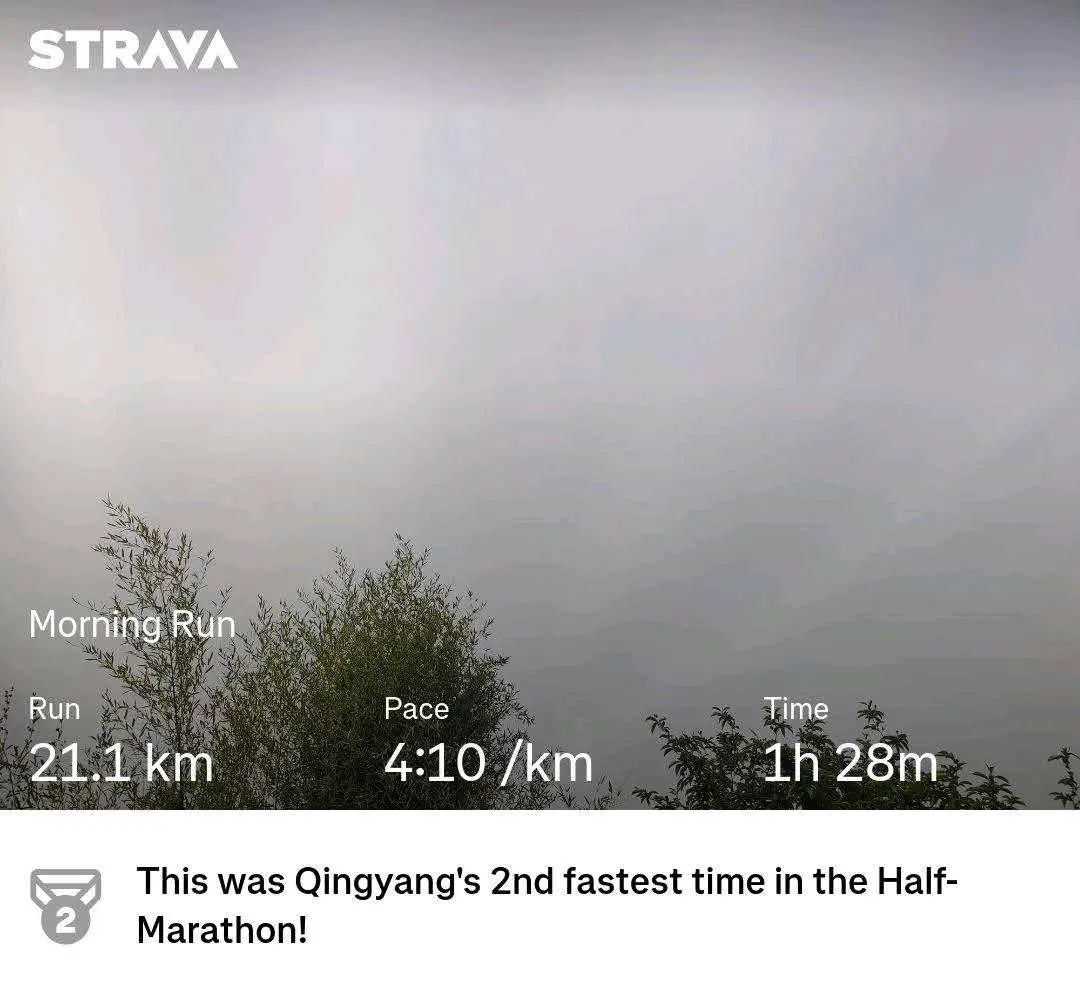 STRAVA
Morning Run
Run
21.1 km
Pace
4:10 /km
Time
1h 28m
2
This was Qingyang's 2nd fastest time in the Half-
Marathon!